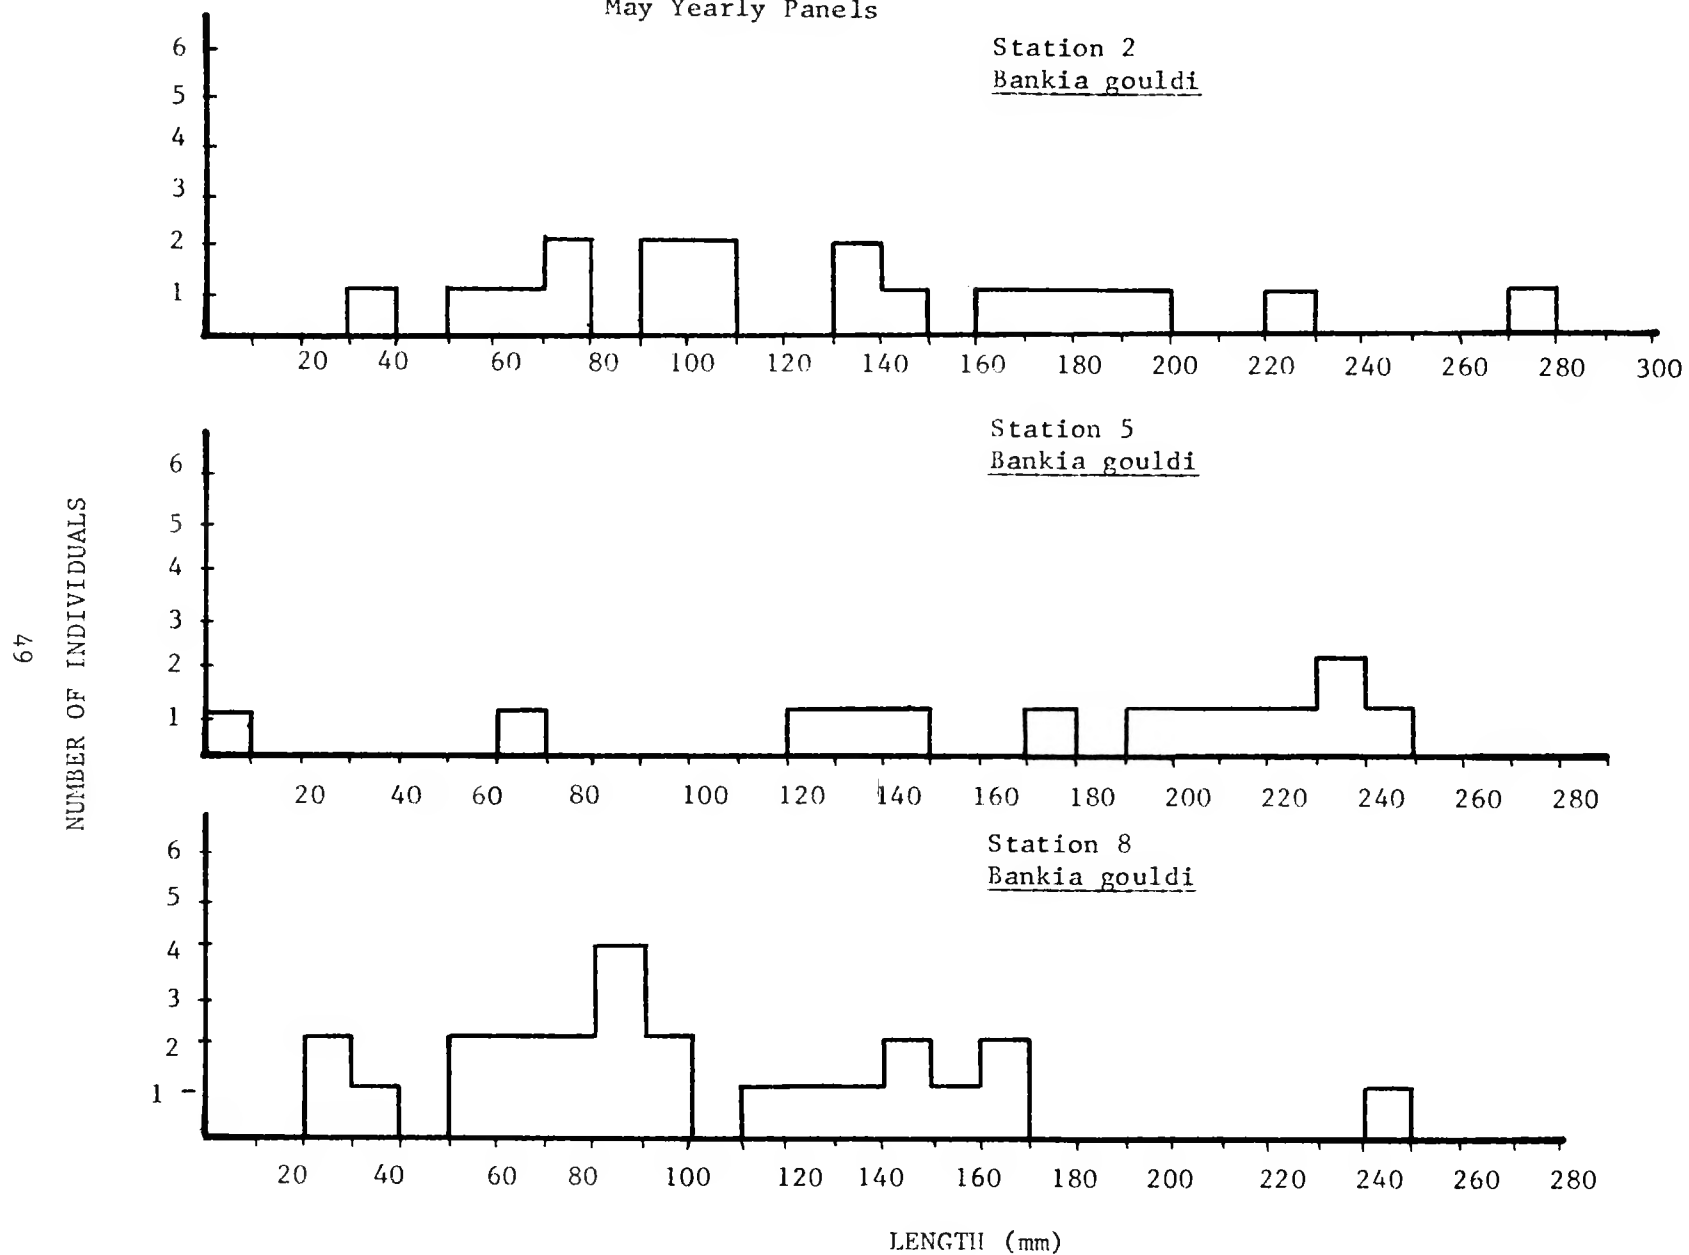 May Yearly Panels
Station 2
Bankia gouldi
6
5
4
3
2
1
20 40 60 80 100 120 140 160 180 200 220 240 260 280 300
Station 5
Bankia gouldi
6
5
4
3
2
1
20 40 60 80 100 120 140 160 180 200 220 240 260 280
Station 8
Bankia gouldi
6
5
4
3
2
1
20 40 60 80 100 120 140 160 180 200 220 240 260 280
LENGTH (mm)
NUMBER OF INDIVIDUALS
49